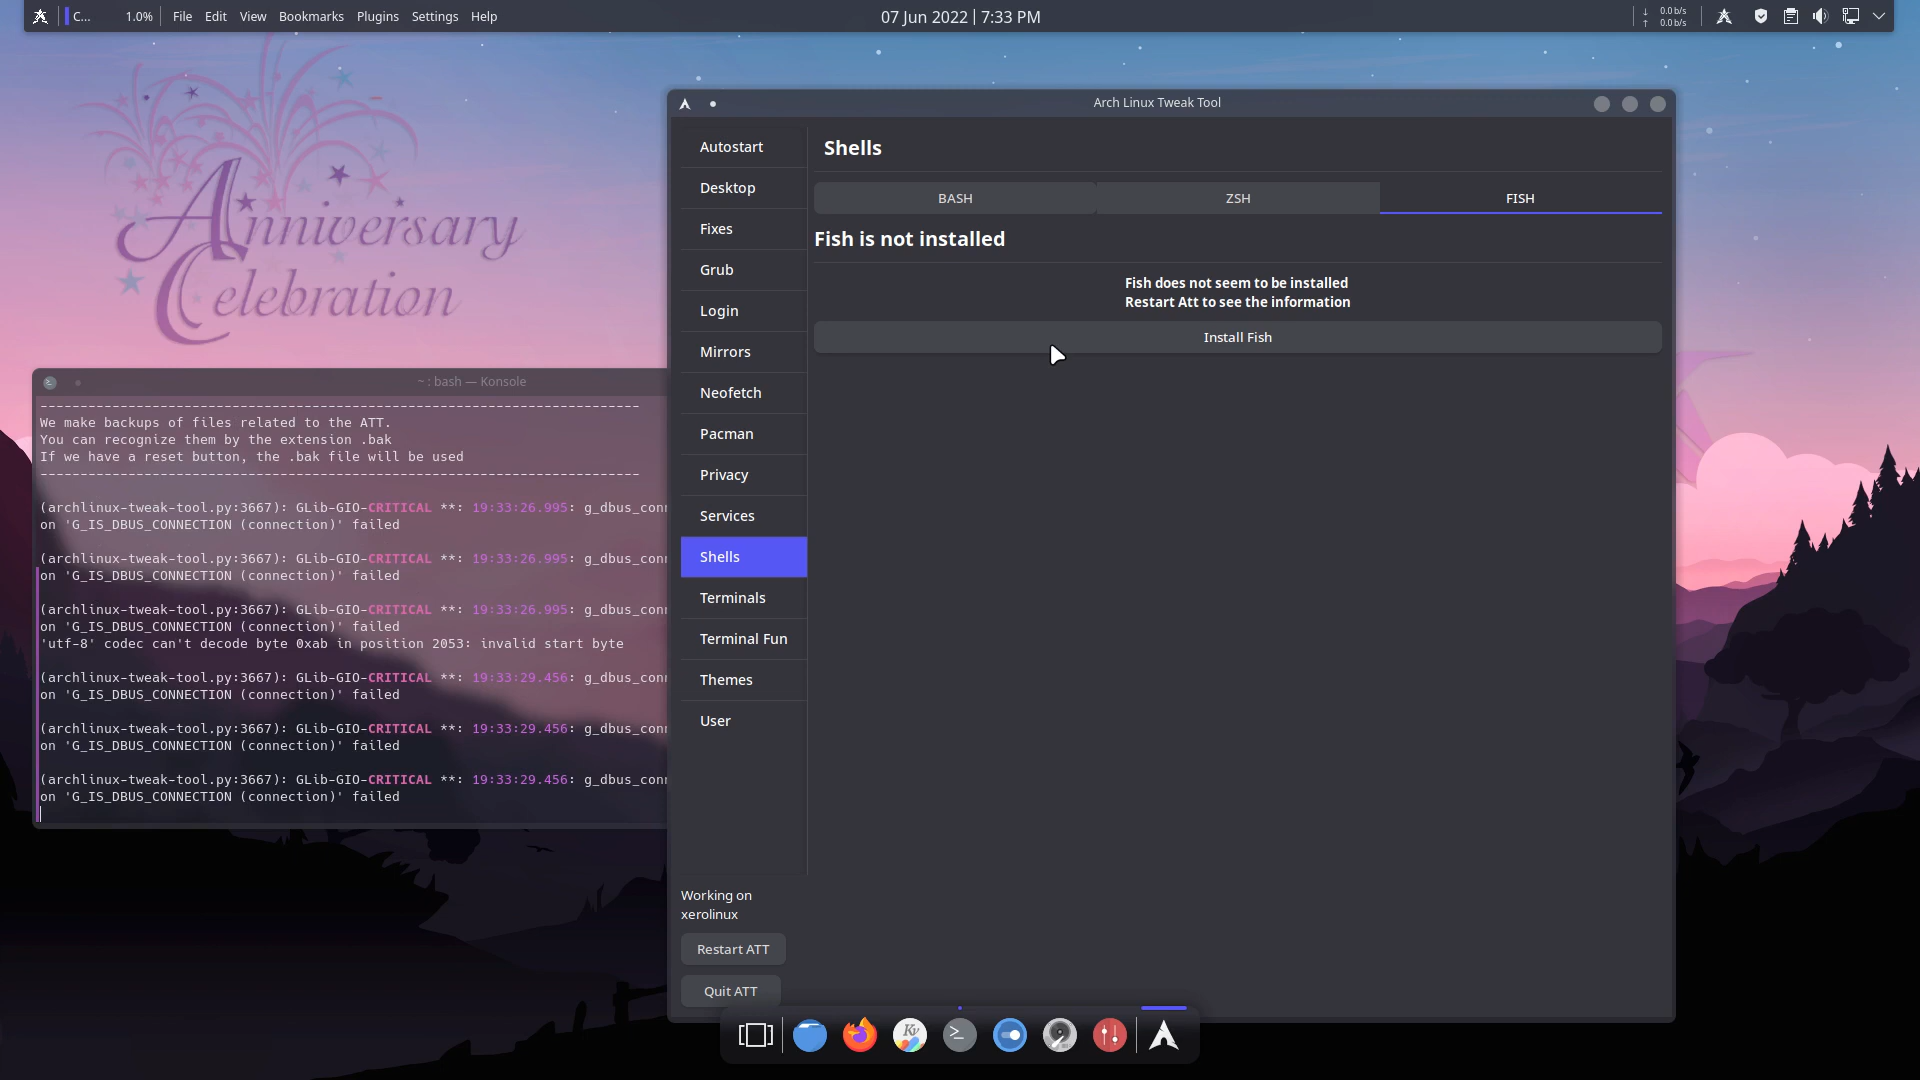 C... 1.0% File Edit View Bookmarks Plugins Settings Help
07 Jun 2022 | 7:33 PM
↓ 0.0 b/s
↑ 0.0 b/s
Anniversary
Celebration
~ : bash — Konsole
---------------------------------------------------------------------------
We make backups of files related to the ATT.
You can recognize them by the extension .bak
If we have a reset button, the .bak file will be used
---------------------------------------------------------------------------
(archlinux-tweak-tool.py:3667): GLib-GIO-CRITICAL **: 19:33:26.995: g_dbus_conn
on 'G_IS_DBUS_CONNECTION (connection)' failed
(archlinux-tweak-tool.py:3667): GLib-GIO-CRITICAL **: 19:33:26.995: g_dbus_conn
on 'G_IS_DBUS_CONNECTION (connection)' failed
(archlinux-tweak-tool.py:3667): GLib-GIO-CRITICAL **: 19:33:26.995: g_dbus_conn
on 'G_IS_DBUS_CONNECTION (connection)' failed
'utf-8' codec can't decode byte 0xab in position 2053: invalid start byte
(archlinux-tweak-tool.py:3667): GLib-GIO-CRITICAL **: 19:33:29.456: g_dbus_conn
on 'G_IS_DBUS_CONNECTION (connection)' failed
(archlinux-tweak-tool.py:3667): GLib-GIO-CRITICAL **: 19:33:29.456: g_dbus_conn
on 'G_IS_DBUS_CONNECTION (connection)' failed
(archlinux-tweak-tool.py:3667): GLib-GIO-CRITICAL **: 19:33:29.456: g_dbus_conn
on 'G_IS_DBUS_CONNECTION (connection)' failed
Arch Linux Tweak Tool
Autostart
Desktop
Fixes
Grub
Login
Mirrors
Neofetch
Pacman
Privacy
Services
Shells
Terminals
Terminal Fun
Themes
User
Working on
xerolinux
Restart ATT
Quit ATT
Shells
BASH ZSH FISH
Fish is not installed
Fish does not seem to be installed
Restart Att to see the information
Install Fish
Kv